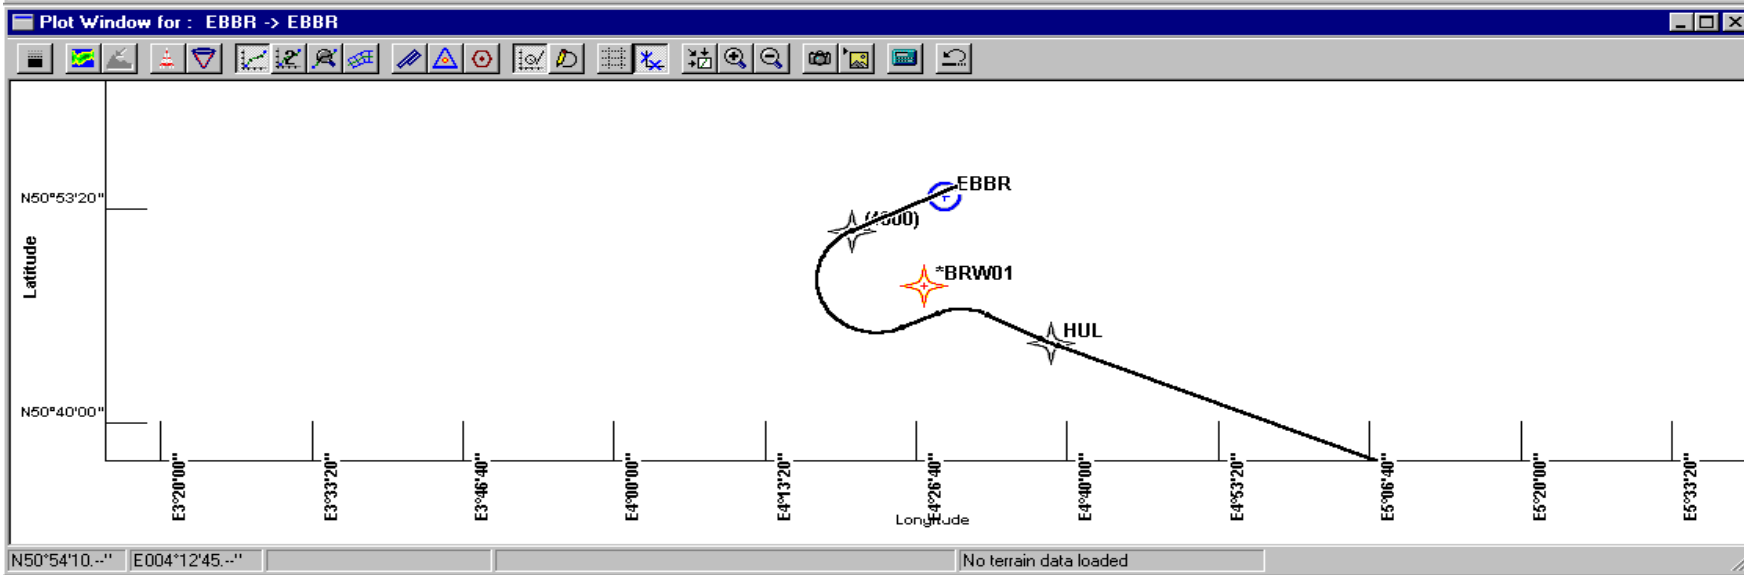 Plot Window for : EBBR -> EBBR
N50°53'20"
EBBR
*BRW01
HUL
Latitude
N50°40'00"
E3°20'00"
E3°33'20"
E3°46'40"
E4°00'00"
E4°13'20"
E4°26'40"
E4°40'00"
E4°53'20"
E5°06'40"
E5°20'00"
E5°33'20"
Longitude
N50°54'10.--" E004°12'45.--" No terrain data loaded